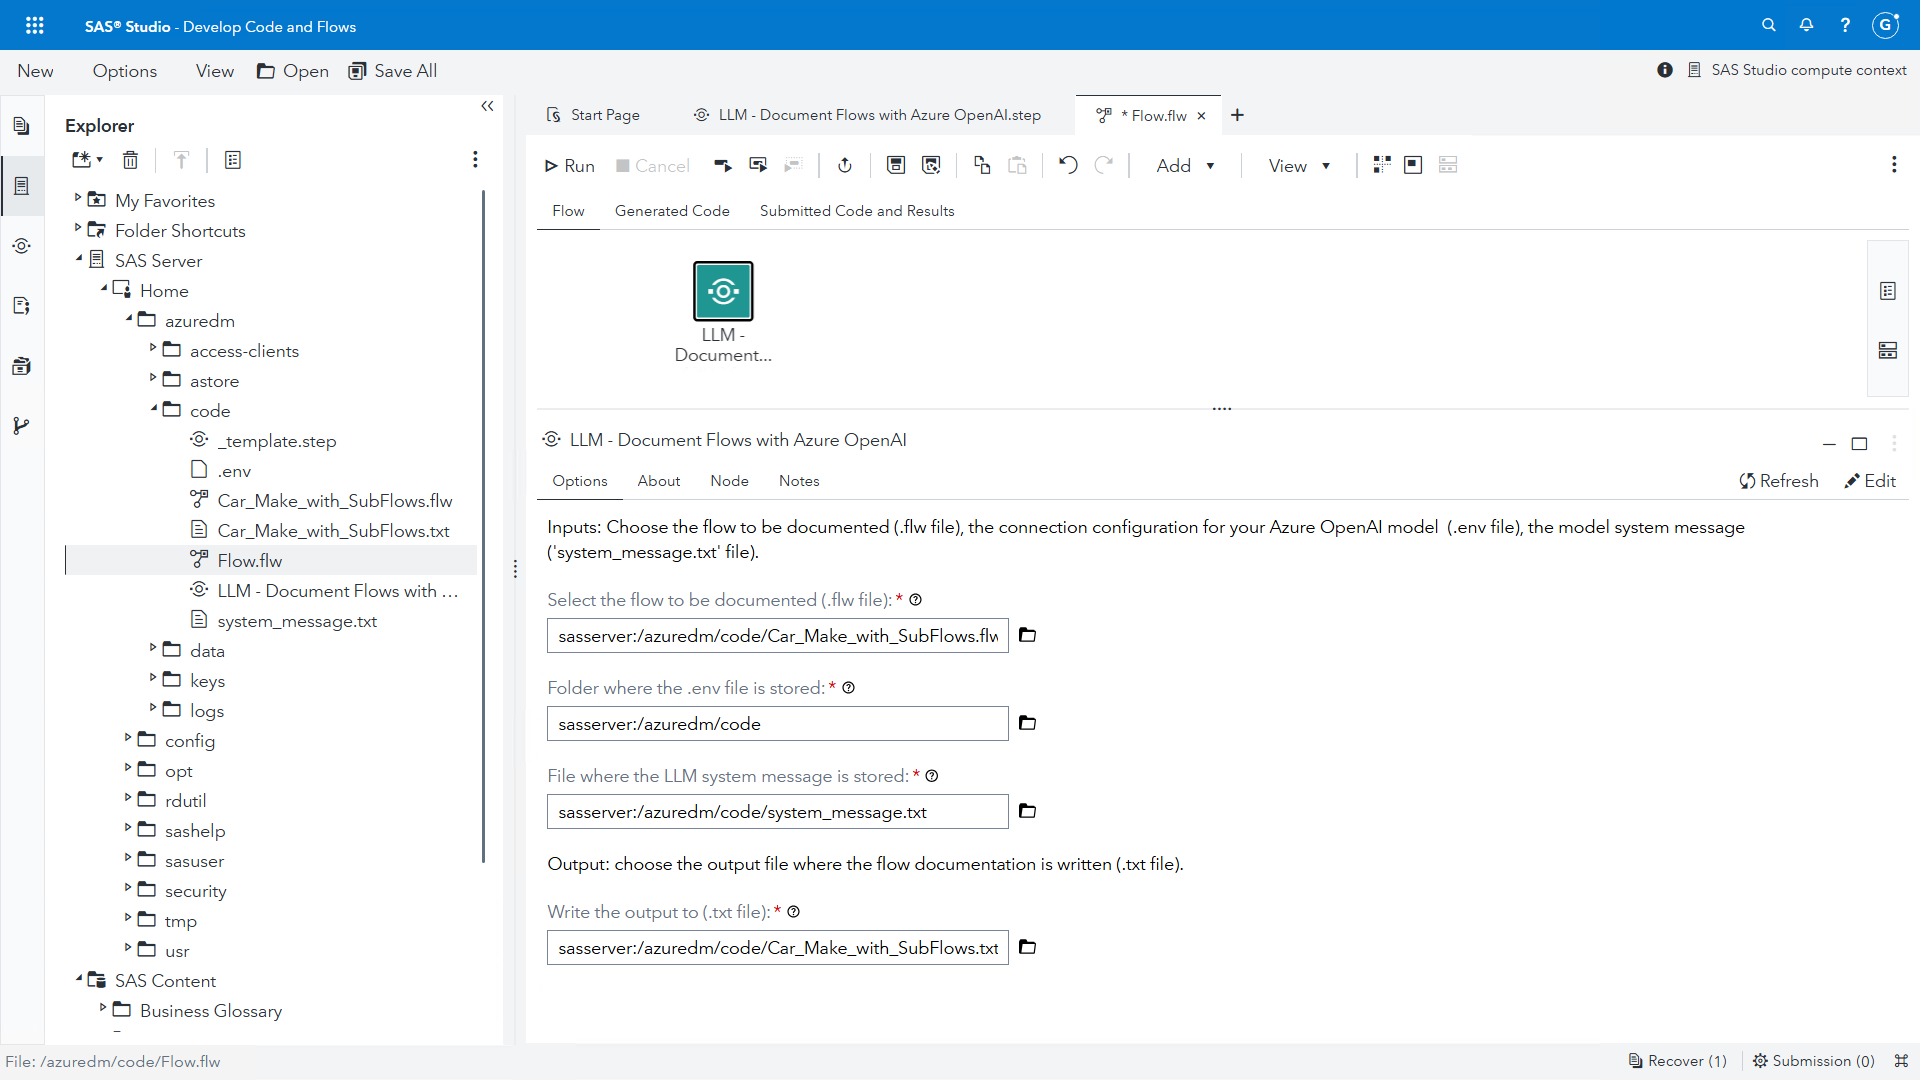 SAS® Studio - Develop Code and Flows
G
New Options View Open Save All
SAS Studio compute context
Explorer
My Favorites
Folder Shortcuts
SAS Server
Home
azuredm
access-clients
astore
code
_template.step
.env
Car_Make_with_SubFlows.flw
Car_Make_with_SubFlows.txt
Flow.flw
LLM - Document Flows with ...
system_message.txt
data
keys
logs
config
opt
rdutil
sashelp
sasuser
security
tmp
usr
SAS Content
Business Glossary
Start Page LLM - Document Flows with Azure OpenAI.step * Flow.flw
Run Cancel Add View
Flow Generated Code Submitted Code and Results
LLM -
Document...
LLM - Document Flows with Azure OpenAI
Options About Node Notes Refresh Edit
Inputs: Choose the flow to be documented (.flw file), the connection configuration for your Azure OpenAI model (.env file), the model system message
('system_message.txt' file).
Select the flow to be documented (.flw file): *
sasserver:/azuredm/code/Car_Make_with_SubFlows.flw
Folder where the .env file is stored: *
sasserver:/azuredm/code
File where the LLM system message is stored: *
sasserver:/azuredm/code/system_message.txt
Output: choose the output file where the flow documentation is written (.txt file).
Write the output to (.txt file): *
sasserver:/azuredm/code/Car_Make_with_SubFlows.txt
File: /azuredm/code/Flow.flw
Recover (1) Submission (0)